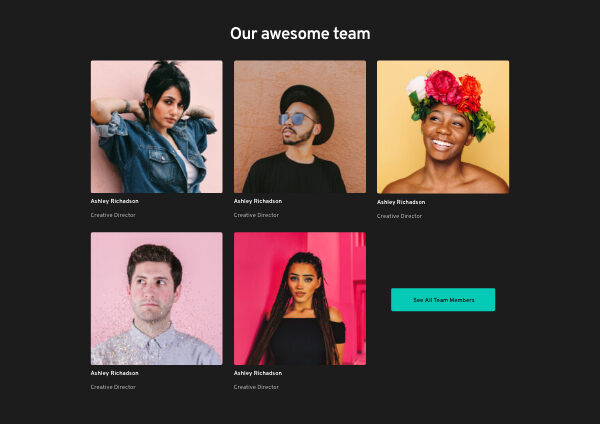 Our awesome team
Ashley Richadson
Creative Director
Ashley Richadson
Creative Director
Ashley Richadson
Creative Director
Ashley Richadson
Creative Director
Ashley Richadson
Creative Director
See All Team Members